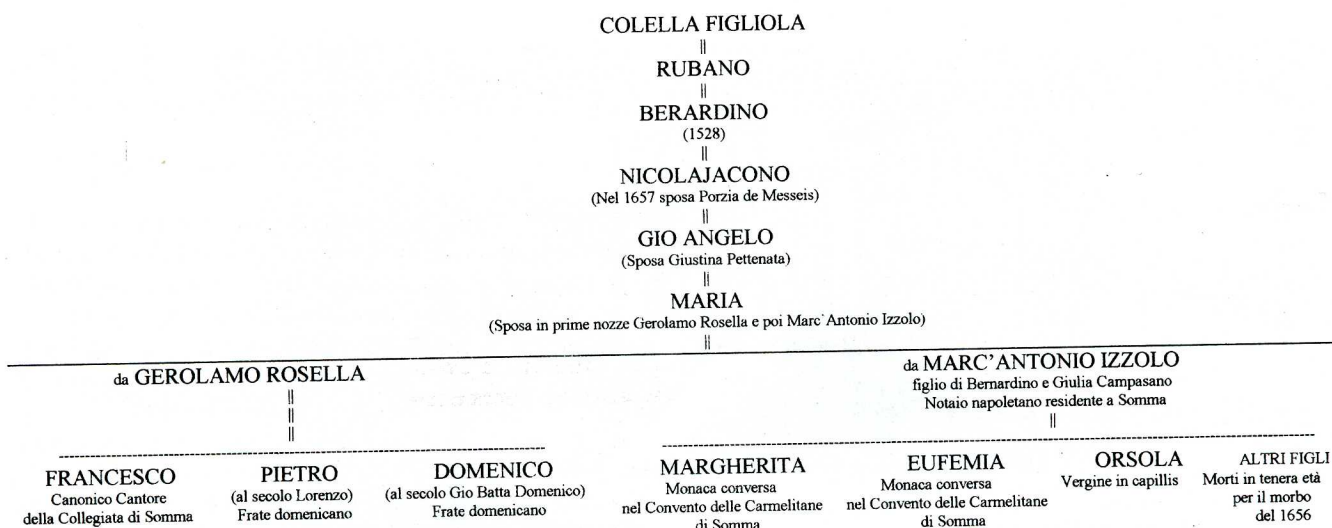 COLELLA FIGLIOLA
RUBANO
BERARDINO
(1528)
NICOLAJACONO
(Nel 1657 sposa Porzia de Messeis)
GIO ANGELO
(Sposa Giustina Pettenata)
MARIA
(Sposa in prime nozze Gerolamo Rosella e poi Marc'Antonio Izzolo)
da GEROLAMO ROSELLA
da MARC'ANTONIO IZZOLO
figlio di Bernardino e Giulia Campasano
Notaio napoletano residente a Somma
FRANCESCO
Canonico Cantore
della Collegiata di Somma
PIETRO
(al secolo Lorenzo)
Frate domenicano
DOMENICO
(al secolo Gio Batta Domenico)
Frate domenicano
MARGHERITA
Monaca conversa
nel Convento delle Carmelitane
di Somma
EUFEMIA
Monaca conversa
nel Convento delle Carmelitane
di Somma
ORSOLA
Vergine in capillis
ALTRI FIGLI
Morti in tenera età
per il morbo
del 1656